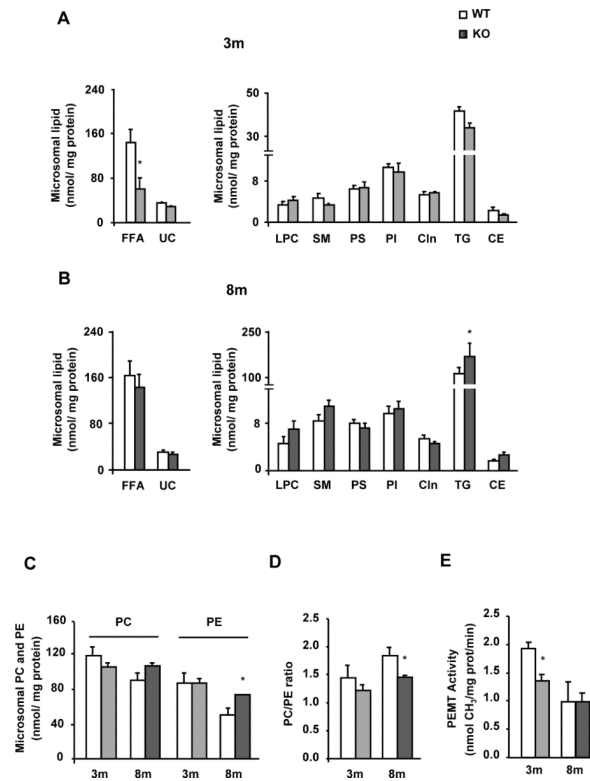 A
3m
WT
KO
Microsomal lipid
(nmol/ mg protein)
240
160
80
0
FFA UC
Microsomal lipid
(nmol/ mg protein)
50
30
8
0
LPC SM PS PI Cln TG CE
B
8m
Microsomal lipid
(nmol/ mg protein)
240
160
80
0
FFA UC
Microsomal lipid
(nmol/ mg protein)
250
100
8
0
LPC SM PS PI Cln TG CE
C
Microsomal PC and PE
(nmol/ mg protein)
160
120
80
40
0
PC PE
3m 8m 3m 8m
D
PC/PE ratio
2.5
2.0
1.5
1.0
0.5
0.0
3m 8m
E
PEMT Activity
(nmol CH3/mg prot/min)
2.5
2.0
1.5
1.0
0.5
0.0
3m 8m